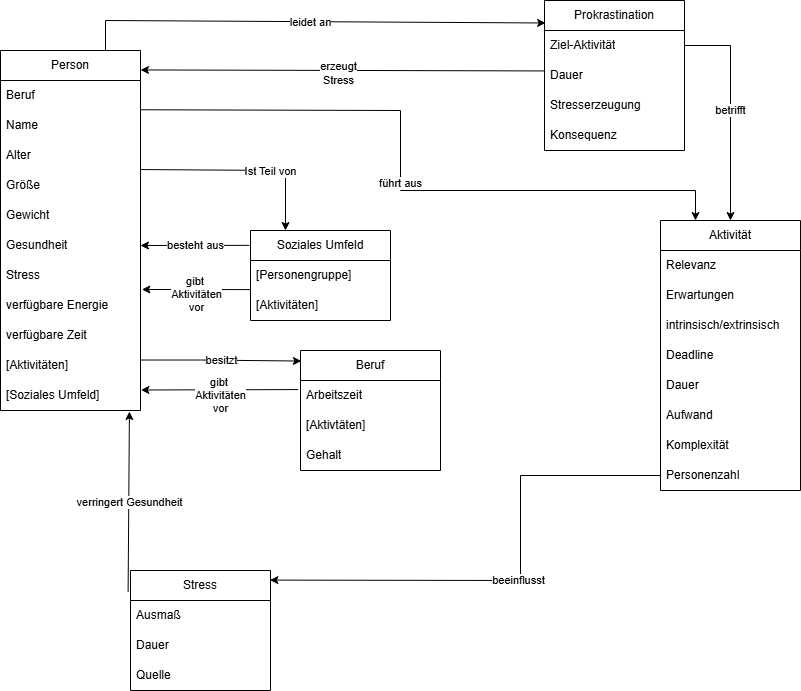 Prokrastination
Ziel-Aktivität
Dauer
Stresserzeugung
Konsequenz
leidet an
erzeugt
Stress
betrifft
Person
Beruf
Name
Alter
Größe
Gewicht
Gesundheit
Stress
verfügbare Energie
verfügbare Zeit
[Aktivitäten]
[Soziales Umfeld]
führt aus
Ist Teil von
besteht aus
gibt
Aktivitäten
vor
Soziales Umfeld
[Personengruppe]
[Aktivitäten]
Aktivität
Relevanz
Erwartungen
intrinsisch/extrinsisch
Deadline
Dauer
Aufwand
Komplexität
Personenzahl
besitzt
gibt
Aktivitäten
vor
Beruf
Arbeitszeit
[Aktivtäten]
Gehalt
verringert Gesundheit
beeinflusst
Stress
Ausmaß
Dauer
Quelle